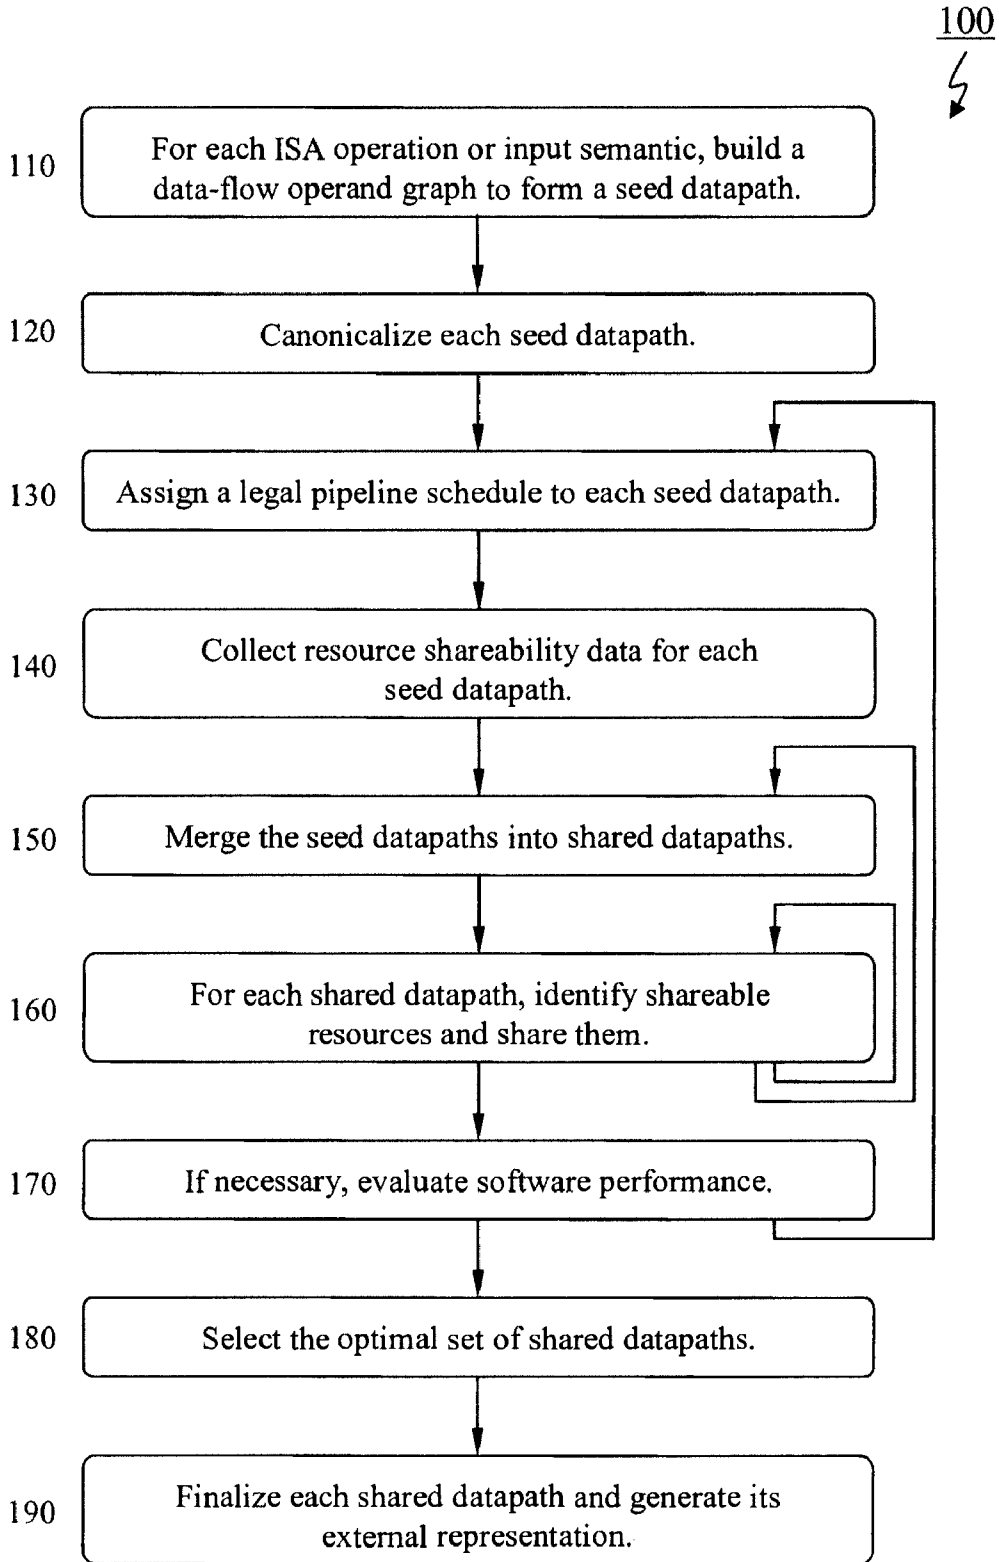 100
110
For each ISA operation or input semantic, build a
data-flow operand graph to form a seed datapath.
120
Canonicalize each seed datapath.
130
Assign a legal pipeline schedule to each seed datapath.
140
Collect resource shareability data for each
seed datapath.
150
Merge the seed datapaths into shared datapaths.
160
For each shared datapath, identify shareable
resources and share them.
170
If necessary, evaluate software performance.
180
Select the optimal set of shared datapaths.
190
Finalize each shared datapath and generate its
external representation.